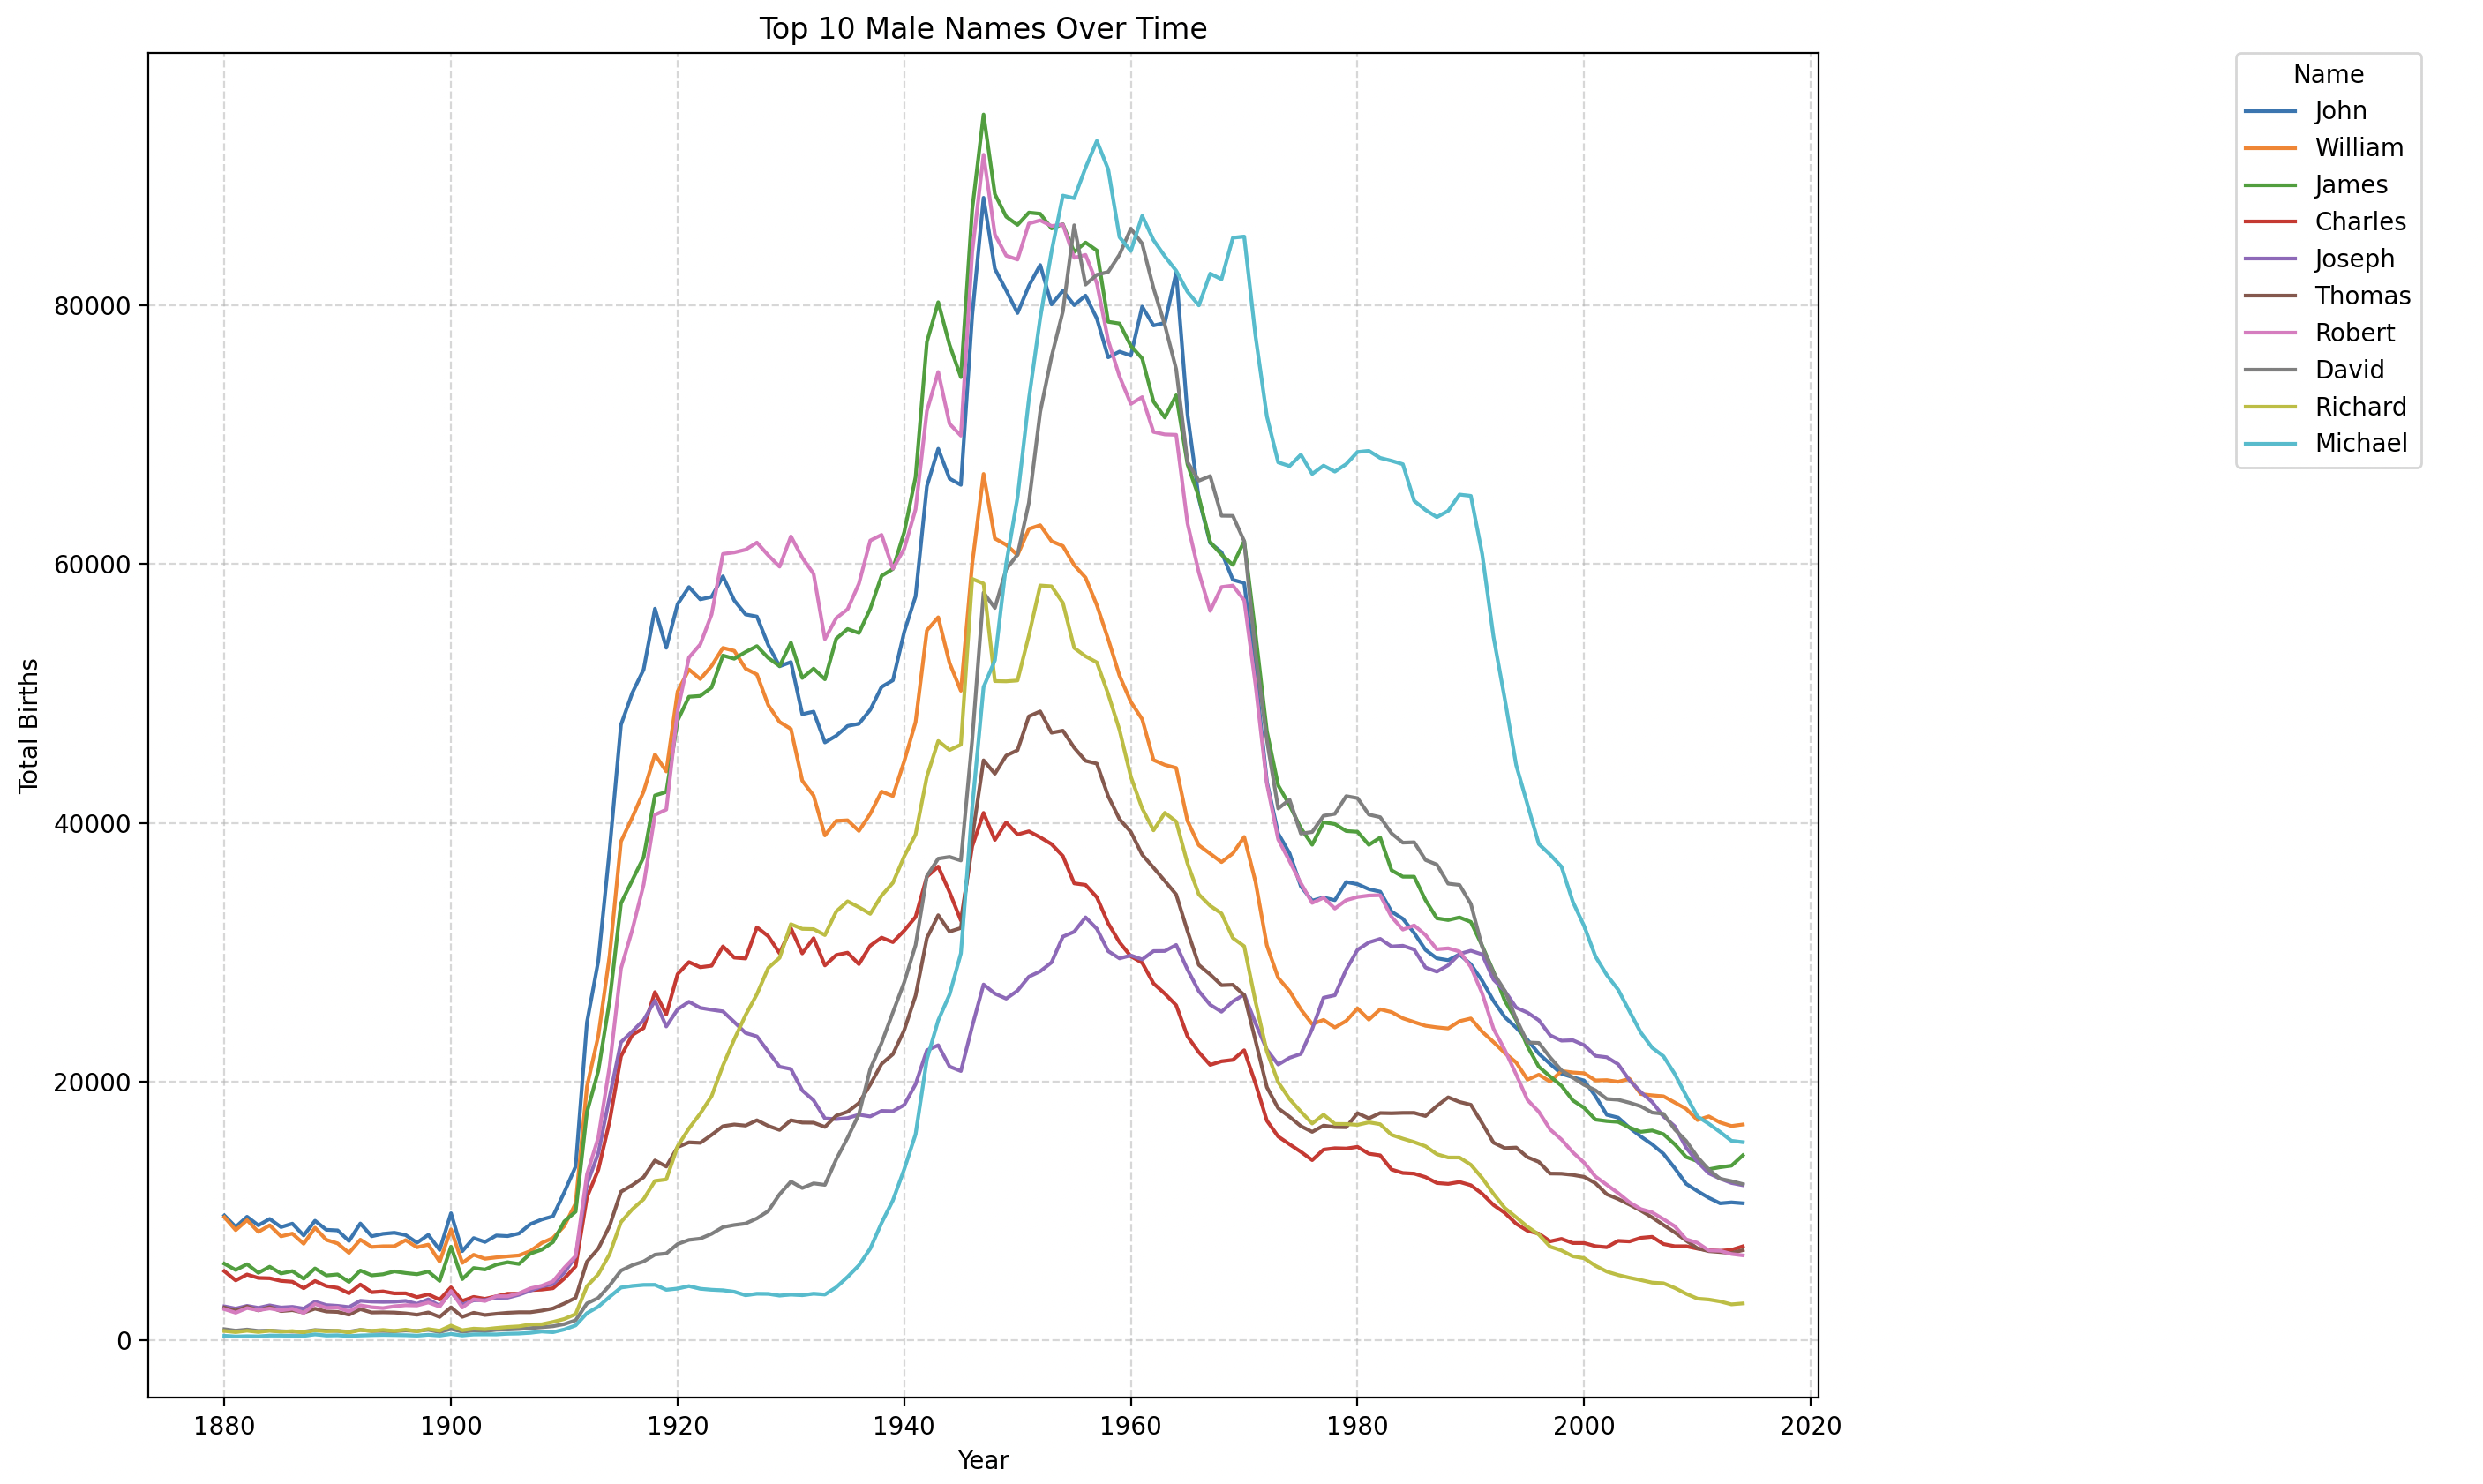 Top 10 Male Names Over Time
Total Births
80000
60000
40000
20000
0
1880 1900 1920 1940 1960 1980 2000 2020
Year
Name
John
William
James
Charles
Joseph
Thomas
Robert
David
Richard
Michael